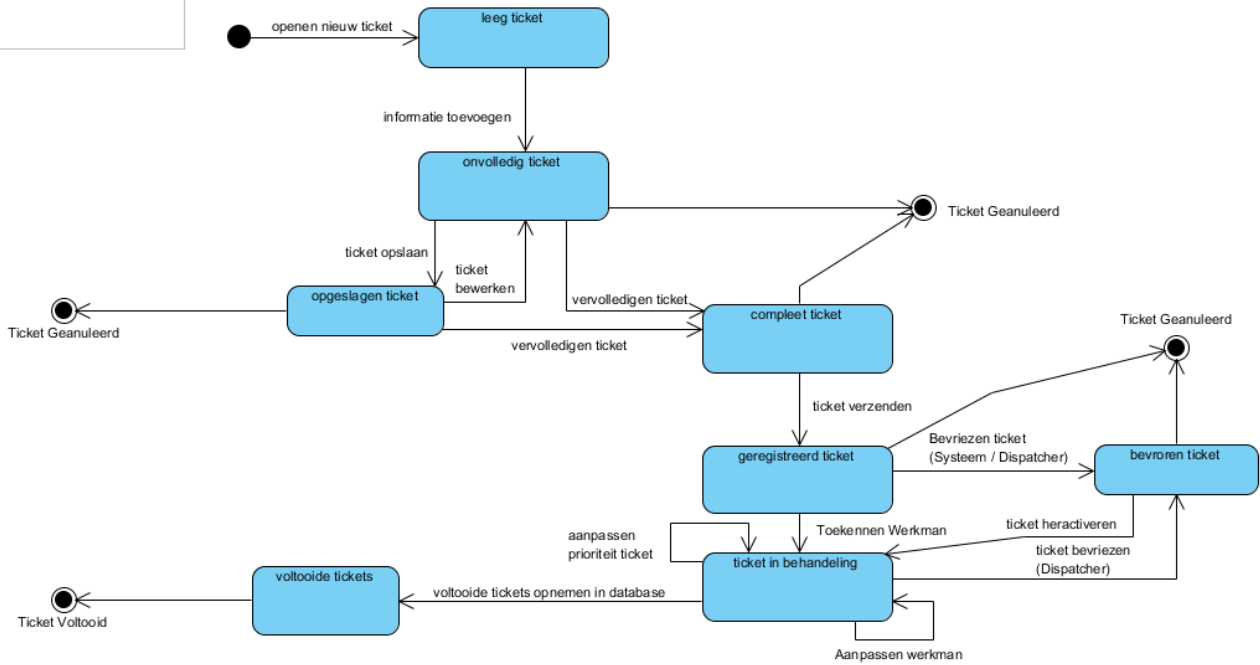 leeg ticket
openen nieuw ticket
informatie toevoegen
onvolledig ticket
Ticket Geanuleerd
ticket opslaan
ticket
bewerken
opgeslagen ticket
vervolledigen ticket
compleet ticket
Ticket Geanuleerd
Ticket Geanuleerd
vervolledigen ticket
ticket verzenden
Bevriezen ticket
(Systeem / Dispatcher)
geregistreerd ticket
bevroren ticket
Toekennen Werkman
ticket heractiveren
aanpassen
prioriteit ticket
ticket bevriezen
(Dispatcher)
ticket in behandeling
voltooide tickets
voltooide tickets opnemen in database
Ticket Voltooid
Aanpassen werkman